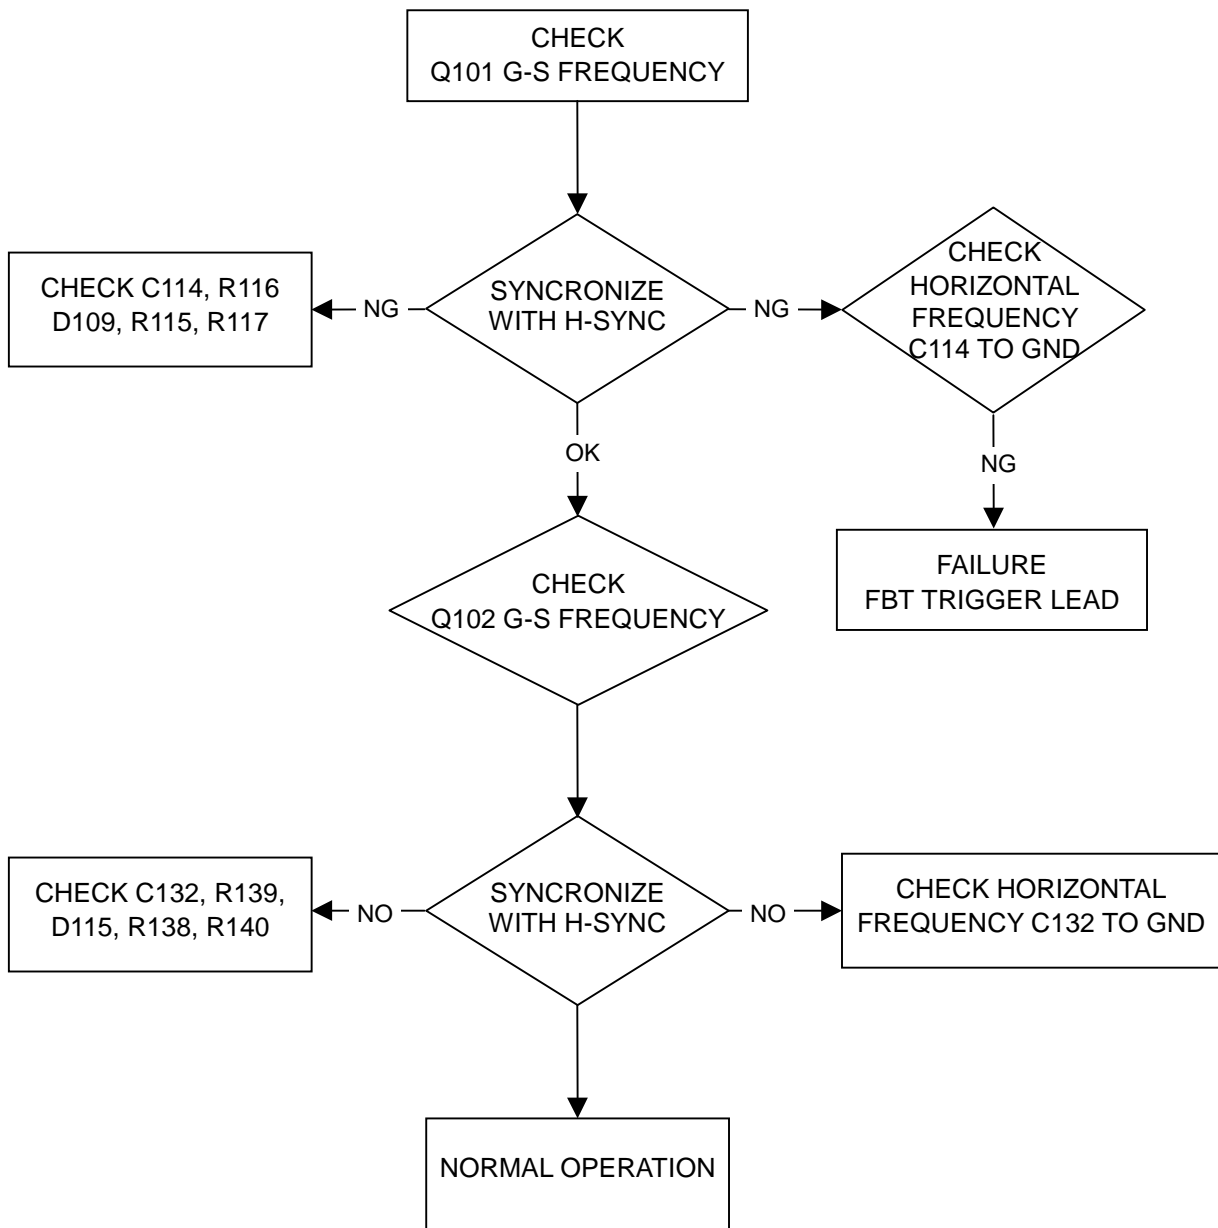 CHECK
Q101 G-S FREQUENCY
CHECK C114, R116
D109, R115, R117
NG
SYNCRONIZE
WITH H-SYNC
NG
CHECK
HORIZONTAL
FREQUENCY
C114 TO GND
OK
NG
CHECK
Q102 G-S FREQUENCY
FAILURE
FBT TRIGGER LEAD
CHECK C132, R139,
D115, R138, R140
NO
SYNCRONIZE
WITH H-SYNC
NO
CHECK HORIZONTAL
FREQUENCY C132 TO GND
NORMAL OPERATION